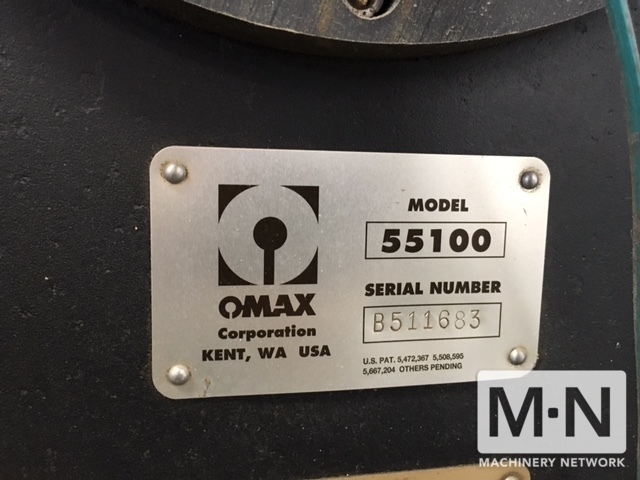 MODEL
55100
SERIAL NUMBER
B511683
OMAX
Corporation
KENT, WA USA
U.S. PAT. 5,472,367 5,508,595
5,667,204 OTHERS PENDING
M·N
MACHINERY NETWORK